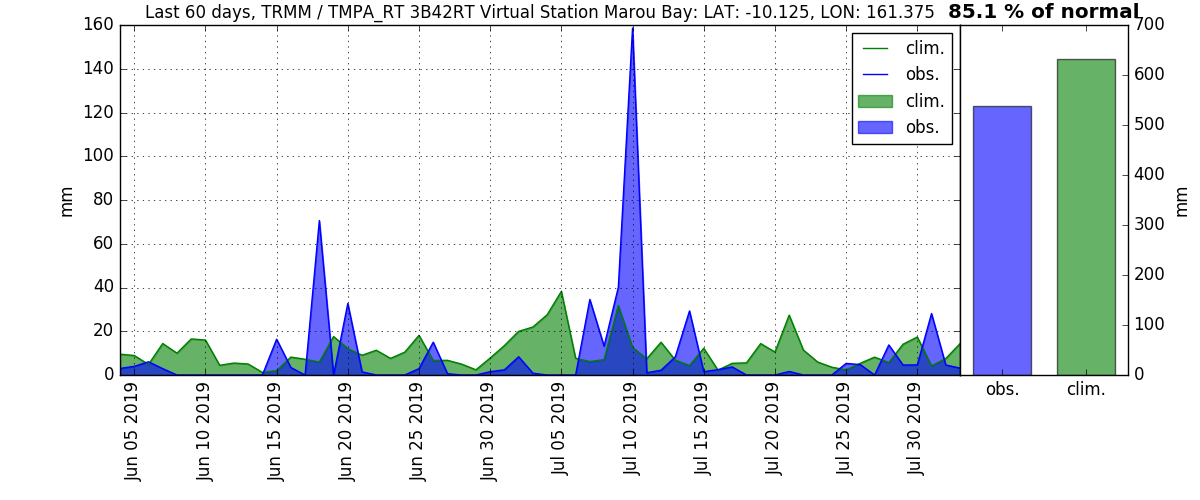 Last 60 days, TRMM / TMPA_RT 3B42RT Virtual Station Marou Bay: LAT: -10.125, LON: 161.375 85.1 % of normal
160
140
120
100
80
60
40
20
0
mm
clim.
obs.
clim.
obs.
Jun 05 2019
Jun 10 2019
Jun 15 2019
Jun 20 2019
Jun 25 2019
Jun 30 2019
Jul 05 2019
Jul 10 2019
Jul 15 2019
Jul 20 2019
Jul 25 2019
Jul 30 2019
700
600
500
400
300
200
100
0
mm
obs. clim.